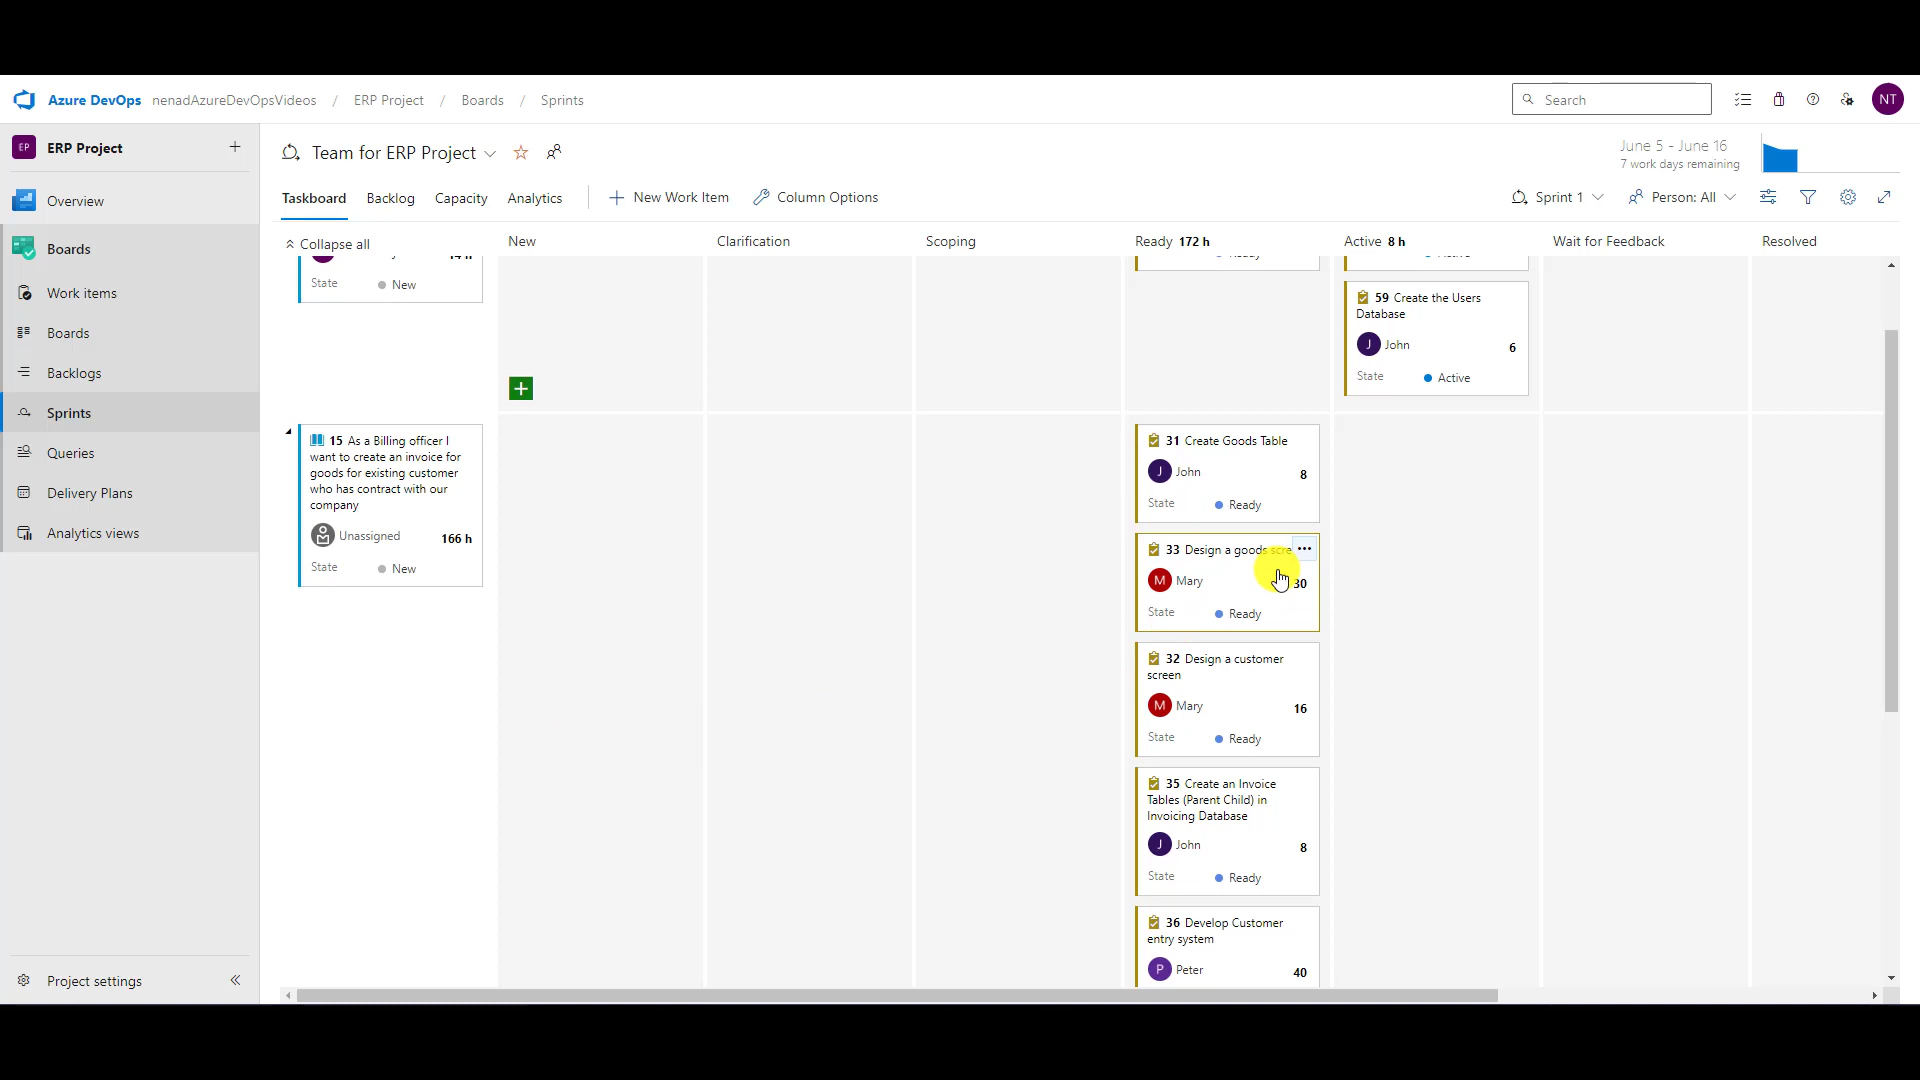 Azure DevOps nenadAzureDevOpsVideos / ERP Project / Boards / Sprints
Search
NT
EP ERP Project
Team for ERP Project
June 5 - June 16
7 work days remaining
Overview
Boards
Work items
Boards
Backlogs
Sprints
Queries
Delivery Plans
Analytics views
Project settings
Taskboard Backlog Capacity Analytics New Work Item Column Options
Sprint 1 Person: All
Collapse all
New Clarification Scoping Ready 172 h Active 8 h Wait for Feedback Resolved
14 h
State New
Ready
Active
59 Create the Users
Database
J John 6
State Active
15 As a Billing officer I
want to create an invoice for
goods for existing customer
who has contract with our
company
Unassigned 166 h
State New
31 Create Goods Table
J John 8
State Ready
33 Design a goods scre
M Mary 30
State Ready
32 Design a customer
screen
M Mary 16
State Ready
35 Create an Invoice
Tables (Parent Child) in
Invoicing Database
J John 8
State Ready
36 Develop Customer
entry system
P Peter 40